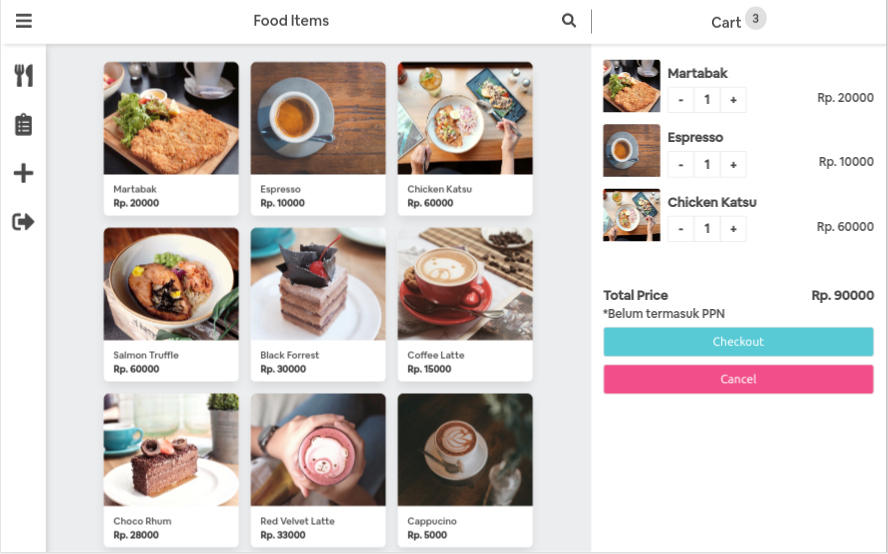 Food Items
Cart 3
Martabak
Rp. 20000
Espresso
Rp. 10000
Chicken Katsu
Rp. 60000
Salmon Truffle
Rp. 60000
Black Forrest
Rp. 30000
Coffee Latte
Rp. 15000
Choco Rhum
Rp. 28000
Red Velvet Latte
Rp. 33000
Cappucino
Rp. 5000
Martabak
- 1 + Rp. 20000
Espresso
- 1 + Rp. 10000
Chicken Katsu
- 1 + Rp. 60000
Total Price Rp. 90000
*Belum termasuk PPN
Checkout
Cancel